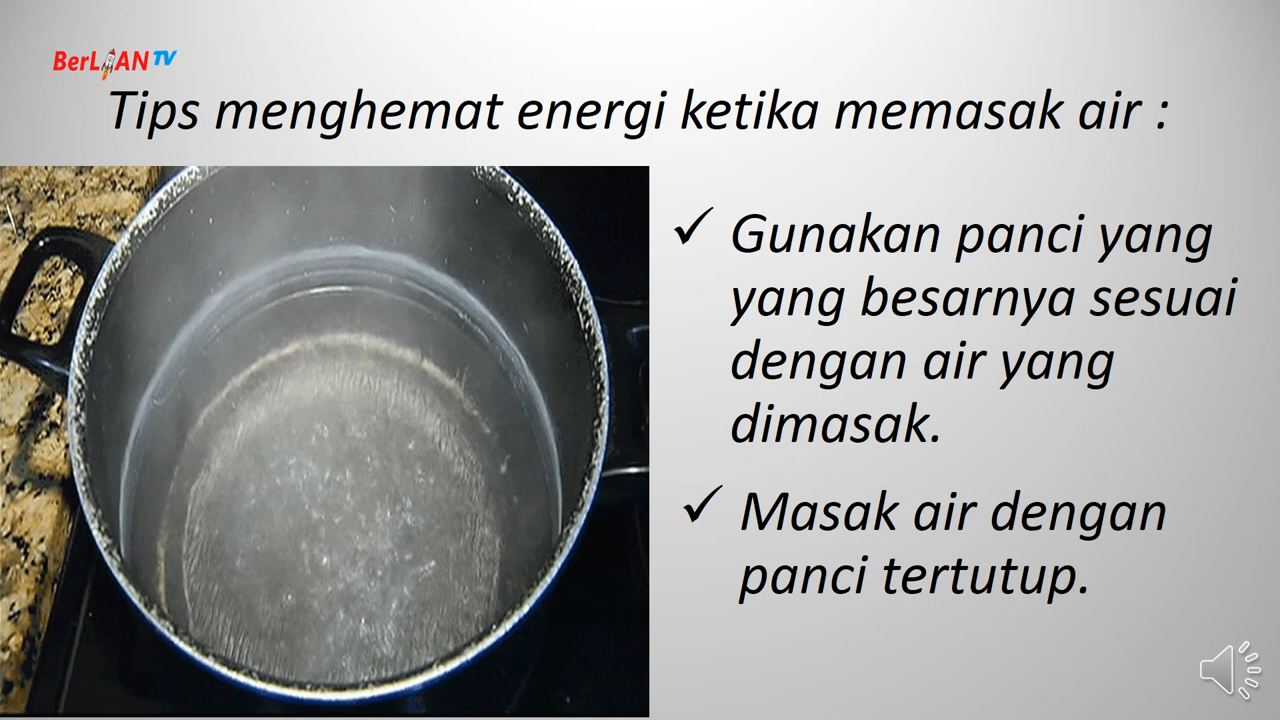 BerLIAN TV
Tips menghemat energi ketika memasak air :
✓ Gunakan panci yang
yang besarnya sesuai
dengan air yang
dimasak.
✓ Masak air dengan
panci tertutup.